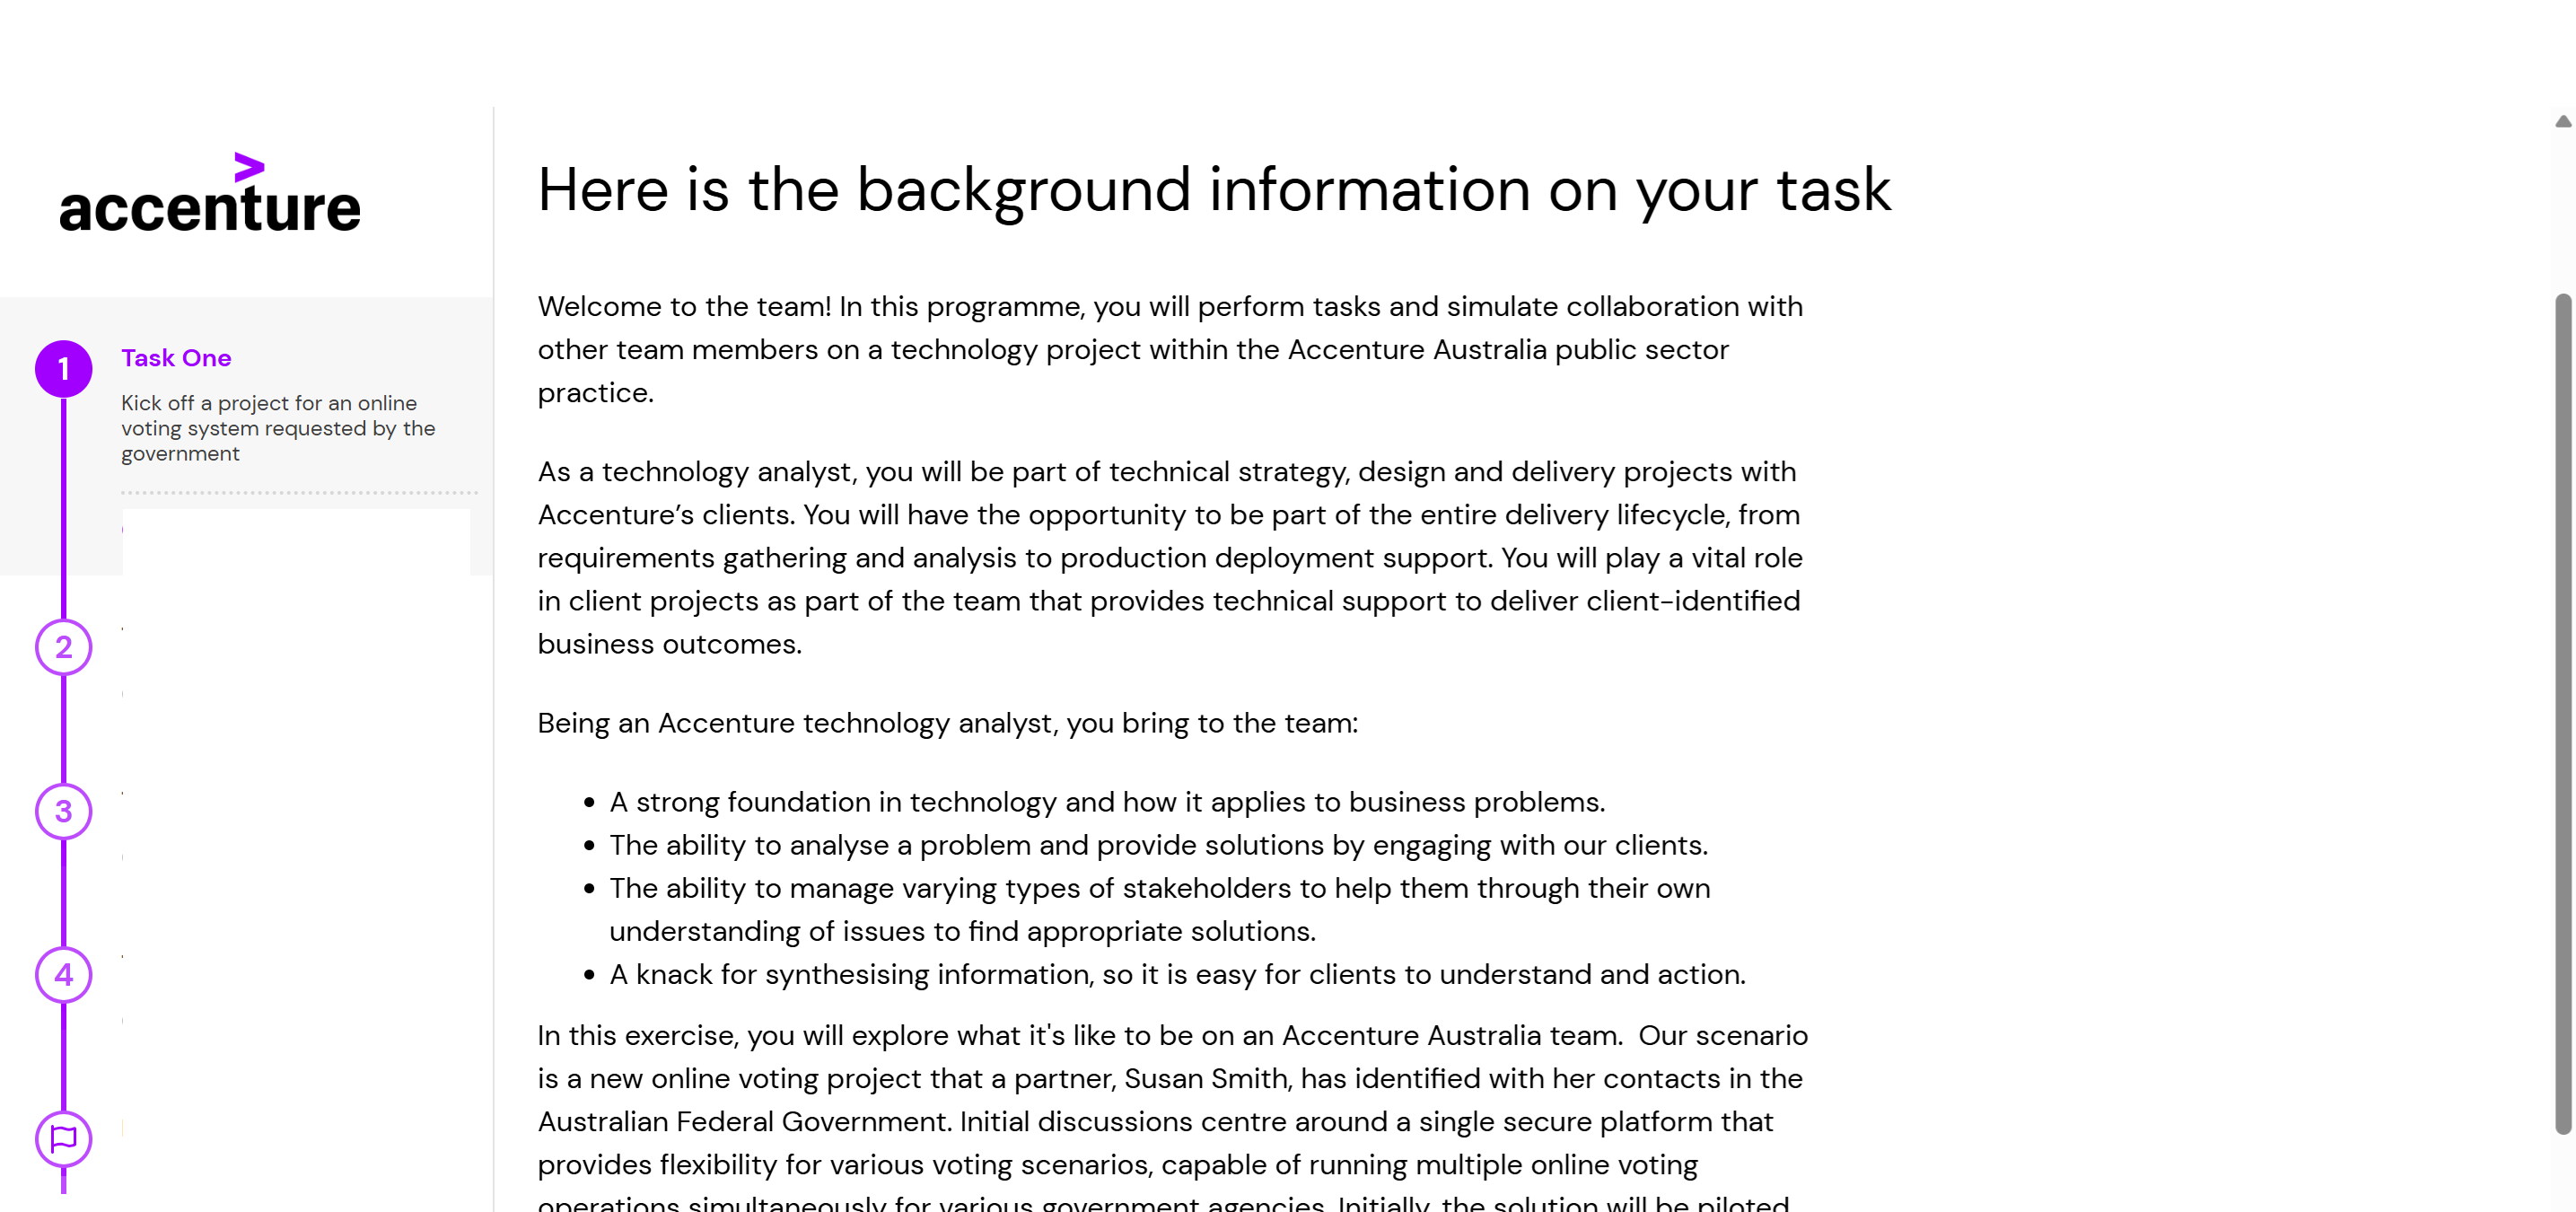 accenture
Here is the background information on your task
1
Task One
Kick off a project for an online
voting system requested by the
government
2
3
4
Welcome to the team! In this programme, you will perform tasks and simulate collaboration with
other team members on a technology project within the Accenture Australia public sector
practice.
As a technology analyst, you will be part of technical strategy, design and delivery projects with
Accenture’s clients. You will have the opportunity to be part of the entire delivery lifecycle, from
requirements gathering and analysis to production deployment support. You will play a vital role
in client projects as part of the team that provides technical support to deliver client-identified
business outcomes.
Being an Accenture technology analyst, you bring to the team:
• A strong foundation in technology and how it applies to business problems.
• The ability to analyse a problem and provide solutions by engaging with our clients.
• The ability to manage varying types of stakeholders to help them through their own
understanding of issues to find appropriate solutions.
• A knack for synthesising information, so it is easy for clients to understand and action.
In this exercise, you will explore what it's like to be on an Accenture Australia team.  Our scenario
is a new online voting project that a partner, Susan Smith, has identified with her contacts in the
Australian Federal Government. Initial discussions centre around a single secure platform that
provides flexibility for various voting scenarios, capable of running multiple online voting
operations simultaneously for various government agencies. Initially, the solution will be piloted